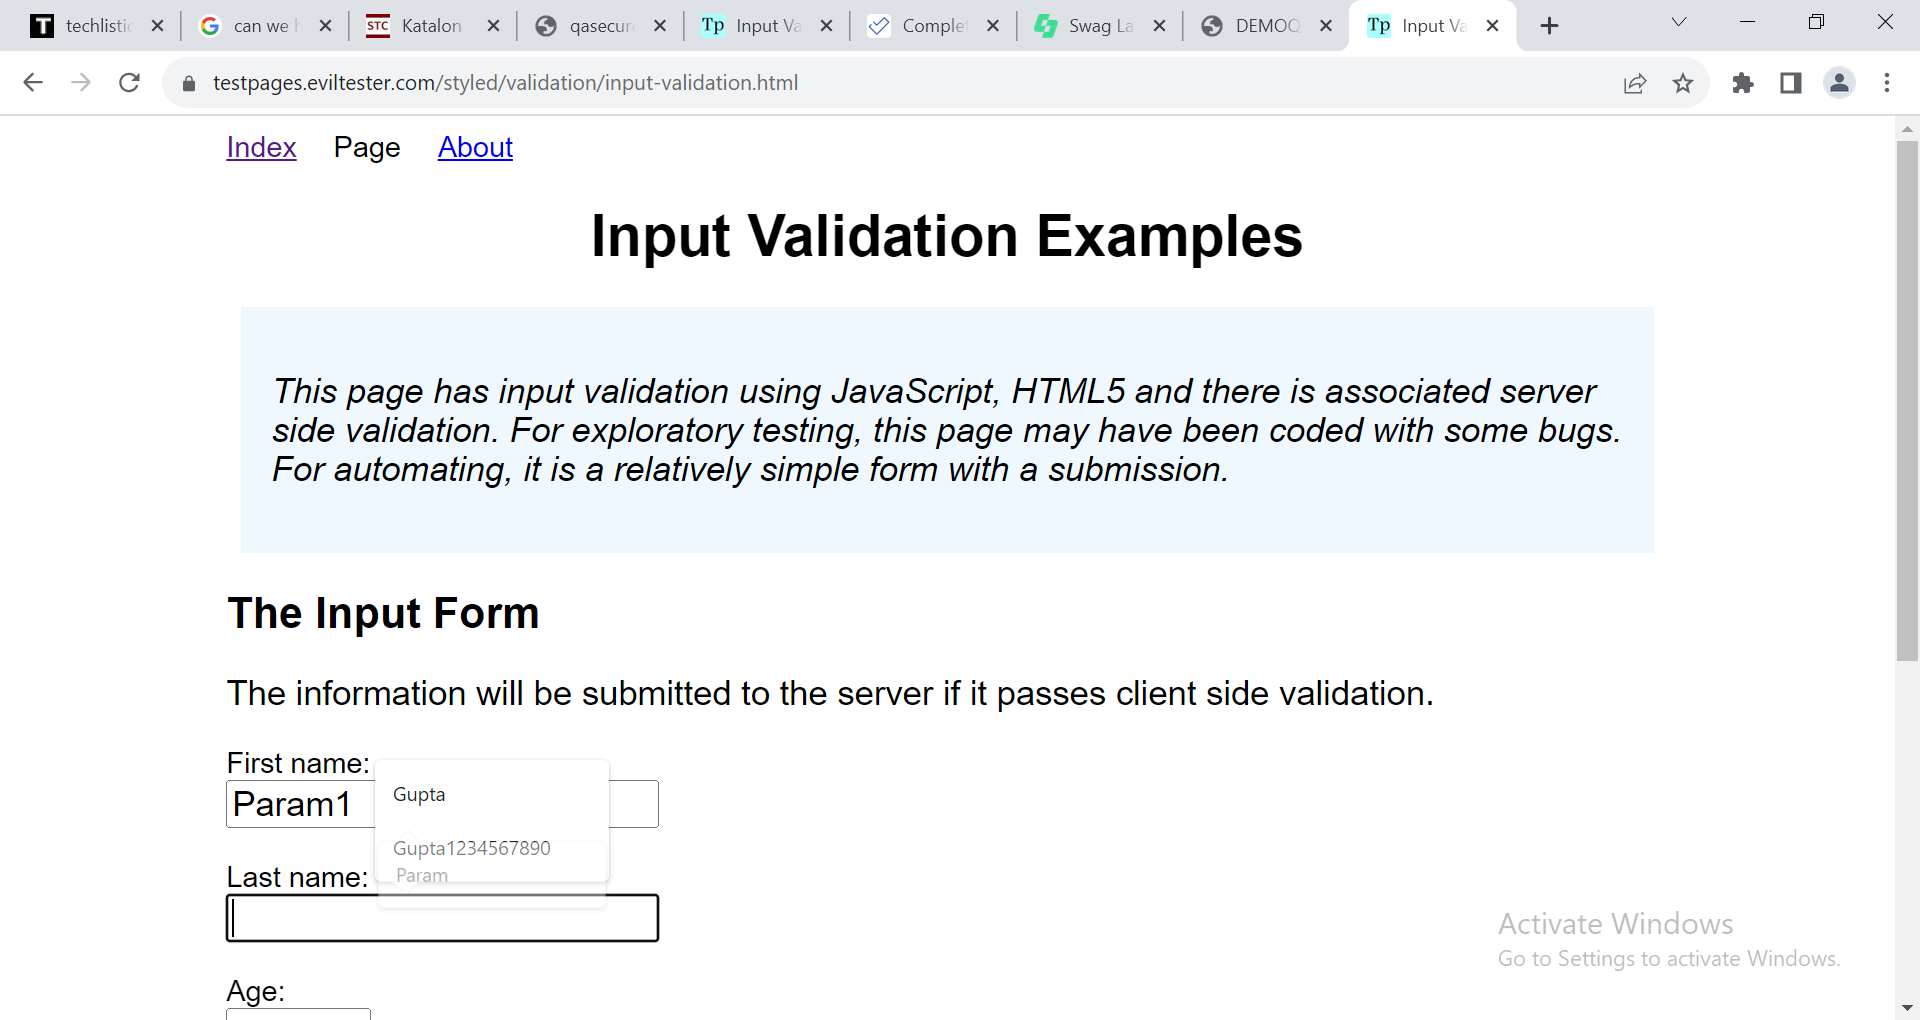 techlistic
can we h
STC Katalon
qasecure
Tp Input Va
Complet
Swag La
DEMOQ
Tp Input Va
testpages.eviltester.com/styled/validation/input-validation.html
Index Page About
Input Validation Examples
This page has input validation using JavaScript, HTML5 and there is associated server
side validation. For exploratory testing, this page may have been coded with some bugs.
For automating, it is a relatively simple form with a submission.
The Input Form
The information will be submitted to the server if it passes client side validation.
First name:
Param1
Gupta
Gupta1234567890
Param
Last name:
Age:
Activate Windows
Go to Settings to activate Windows.